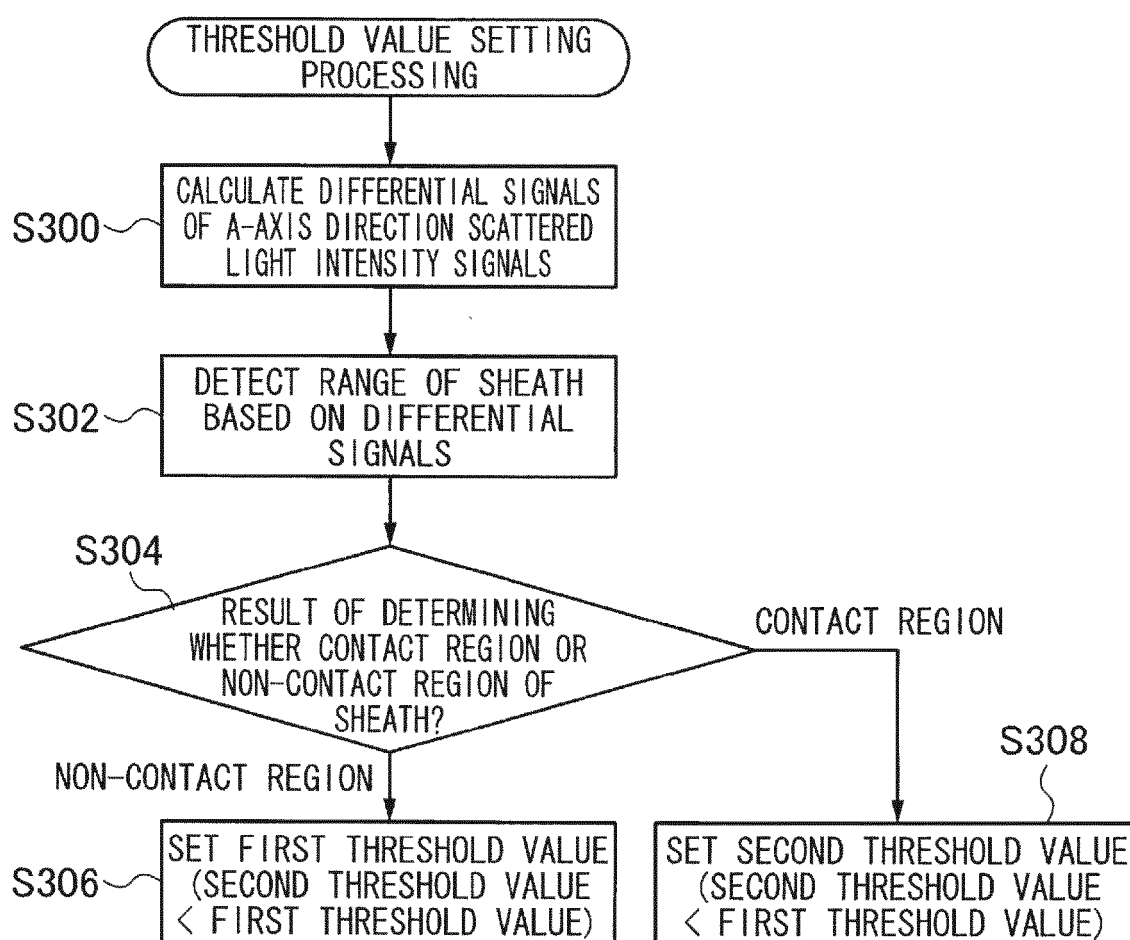 THRESHOLD VALUE SETTING
PROCESSING
S300
CALCULATE DIFFERENTIAL SIGNALS
OF A-AXIS DIRECTION SCATTERED
LIGHT INTENSITY SIGNALS
S302
DETECT RANGE OF SHEATH
BASED ON DIFFERENTIAL
SIGNALS
S304
RESULT OF DETERMINING
WHETHER CONTACT REGION OR
NON-CONTACT REGION OF
SHEATH?
CONTACT REGION
NON-CONTACT REGION
S306
SET FIRST THRESHOLD VALUE
(SECOND THRESHOLD VALUE
< FIRST THRESHOLD VALUE)
S308
SET SECOND THRESHOLD VALUE
(SECOND THRESHOLD VALUE
< FIRST THRESHOLD VALUE)